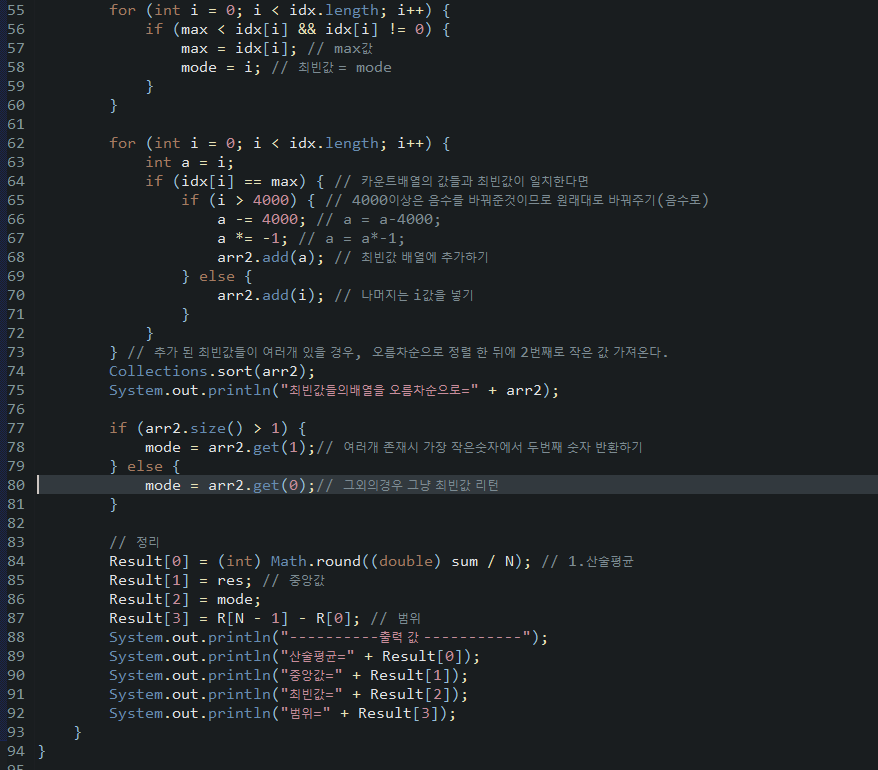 55 for (int i = 0; i < idx.length; i++) {
56 if (max < idx[i] && idx[i] != 0) {
57 max = idx[i]; // max값
58 mode = i; // 최빈값 = mode
59 }
60 }
61
62 for (int i = 0; i < idx.length; i++) {
63 int a = i;
64 if (idx[i] == max) { // 카운트배열의 값들과 최빈값이 일치한다면
65 if (i > 4000) { // 4000이상은 음수를 바꿔준것이므로 원래대로 바꿔주기(음수로)
66 a -= 4000; // a = a-4000;
67 a *= -1; // a = a*-1;
68 arr2.add(a); // 최빈값 배열에 추가하기
69 } else {
70 arr2.add(i); // 나머지는 i값을 넣기
71 }
72 }
73 } // 추가 된 최빈값들이 여러개 있을 경우, 오름차순으로 정렬 한 뒤에 2번째로 작은 값 가져온다.
74 Collections.sort(arr2);
75 System.out.println("최빈값들의배열을 오름차순으로=" + arr2);
76
77 if (arr2.size() > 1) {
78 mode = arr2.get(1);// 여러개 존재시 가장 작은숫자에서 두번째 숫자 반환하기
79 } else {
80 mode = arr2.get(0);// 그외의경우 그냥 최빈값 리턴
81 }
82
83 // 정리
84 Result[0] = (int) Math.round((double) sum / N); // 1.산술평균
85 Result[1] = res; // 중앙값
86 Result[2] = mode;
87 Result[3] = R[N - 1] - R[0]; // 범위
88 System.out.println("----------출력 값 -----------");
89 System.out.println("산술평균=" + Result[0]);
90 System.out.println("중앙값=" + Result[1]);
91 System.out.println("최빈값=" + Result[2]);
92 System.out.println("범위=" + Result[3]);
93 }
94 }
95